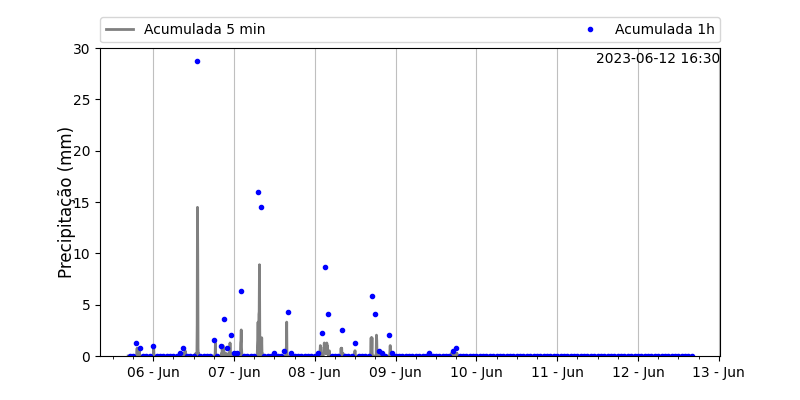 Acumulada 5 min
Acumulada 1h
2023-06-12 16:30
Precipitação (mm)
30
25
20
15
10
5
0
06 - Jun
07 - Jun
08 - Jun
09 - Jun
10 - Jun
11 - Jun
12 - Jun
13 - Jun